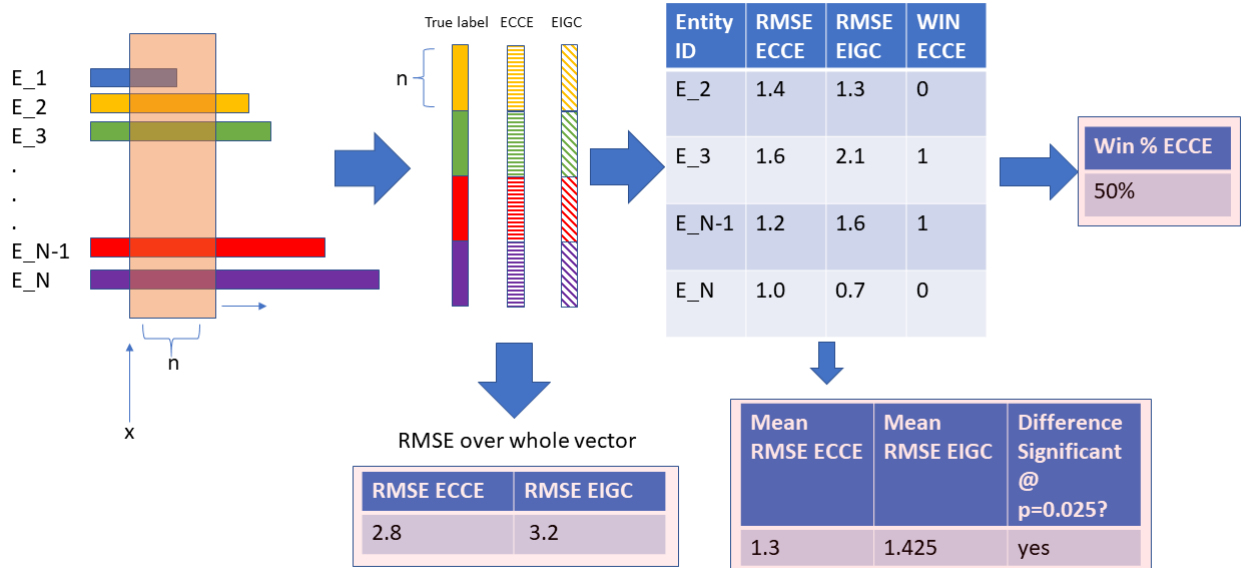 True label ECCE EIGC
E_1
E_2
E_3
.
.
.
E_N-1
E_N
n
x
n
Entity ID RMSE ECCE RMSE EIGC WIN ECCE
E_2 1.4 1.3 0
E_3 1.6 2.1 1
E_N-1 1.2 1.6 1
E_N 1.0 0.7 0
Win % ECCE
50%
RMSE over whole vector
RMSE ECCE RMSE EIGC
2.8 3.2
Mean RMSE ECCE Mean RMSE EIGC Difference Significant @ p=0.025?
1.3 1.425 yes